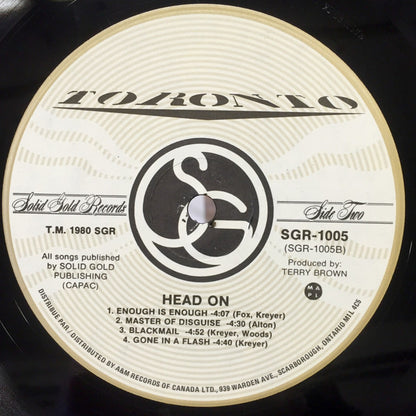 TORONTO
Solid Gold Records
T.M. 1980 SGR
All songs published
by SOLID GOLD
PUBLISHING
(CAPAC)
SG
Side Two
SGR-1005
(SGR-1005B)
Produced by:
TERRY BROWN
MAPI
HEAD ON
1. ENOUGH IS ENOUGH -4:07 (Fox, Kreyer)
2. MASTER OF DISGUISE -4:30 (Alton)
3. BLACKMAIL -4:52 (Kreyer, Woods)
4. GONE IN A FLASH -4:40 (Kreyer)
DISTRIBUE PAR / DISTRIBUTED BY A&M RECORDS OF CANADA LTD., 939 WARDEN AVE., SCARBOROUGH, ONTARIO M1L 4C5